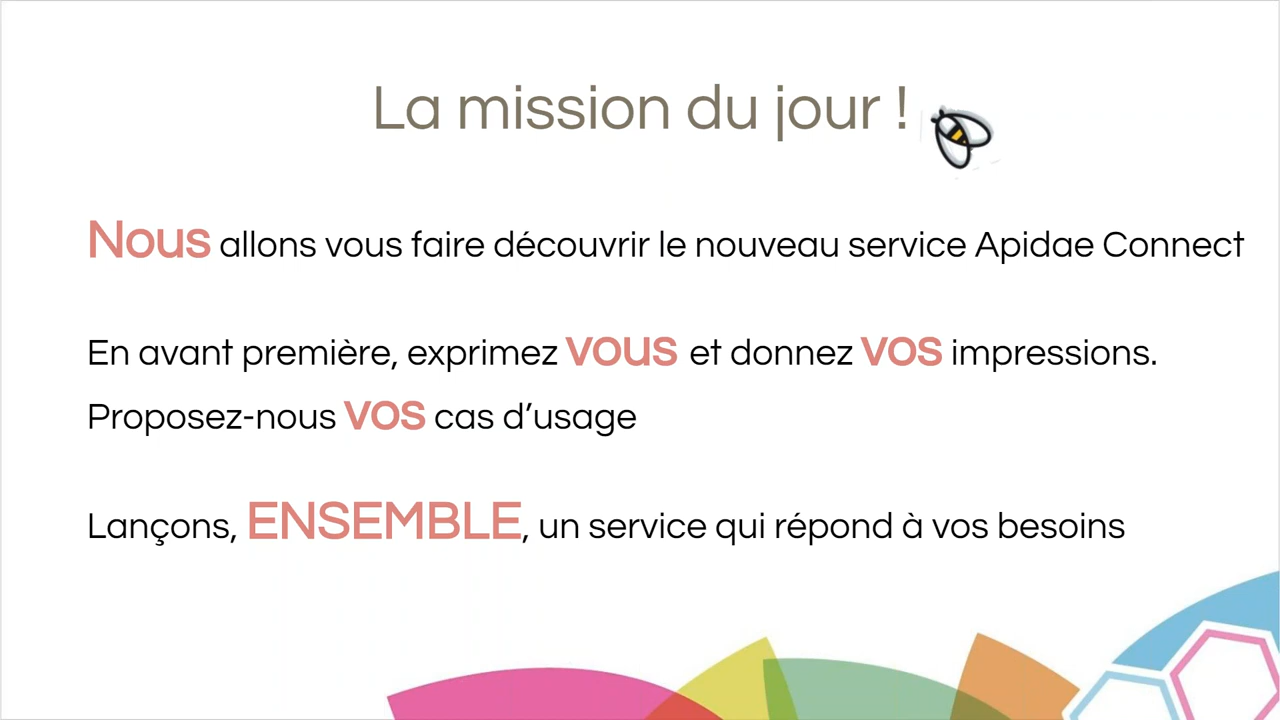 La mission du jour !
Nous allons vous faire découvrir le nouveau service Apidae Connect
En avant première, exprimez vous et donnez vos impressions.
Proposez-nous vos cas d’usage
Lançons, ENSEMBLE, un service qui répond à vos besoins